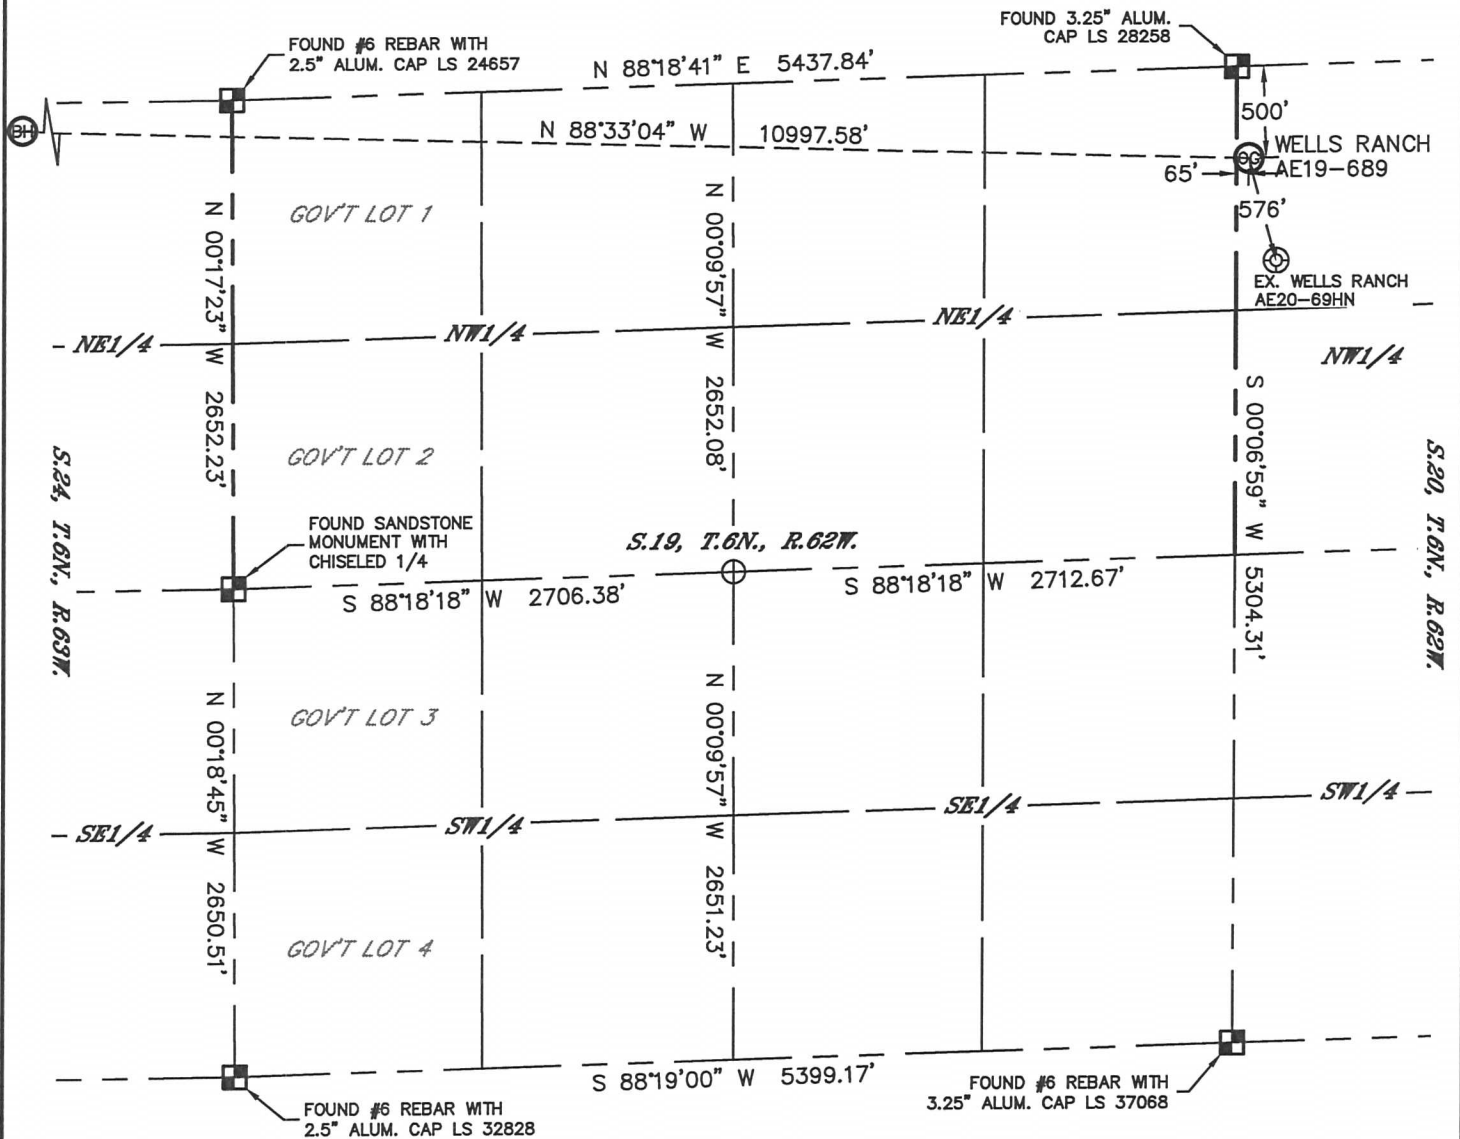 FOUND 3.25" ALUM.
CAP LS 28258
FOUND #6 REBAR WITH
2.5" ALUM. CAP LS 24657
N 88°18'41" E 5437.84'
500'
BH
N 88°33'04" W 10997.58'
OG
WELLS RANCH
AE19-689
65'
576'
GOV'T LOT 1
N 00°17'23" W 2652.23'
N 00°09'57" W 2652.08'
EX. WELLS RANCH
AE20-69HN
NE1/4
NW1/4
NE1/4
NW1/4
S 00°06'59" W 5304.31'
GOV'T LOT 2
S.24, T.6N., R.63W.
S.20, T.6N., R.62W.
FOUND SANDSTONE
MONUMENT WITH
CHISELED 1/4
S.19, T.6N., R.62W.
S 88°18'18" W 2706.38'
S 88°18'18" W 2712.67'
GOV'T LOT 3
N 00°18'45" W 2650.51'
N 00°09'57" W 2651.23'
SE1/4
SW1/4
SE1/4
SW1/4
GOV'T LOT 4
S 88°19'00" W 5399.17'
FOUND #6 REBAR WITH
3.25" ALUM. CAP LS 37068
FOUND #6 REBAR WITH
2.5" ALUM. CAP LS 32828